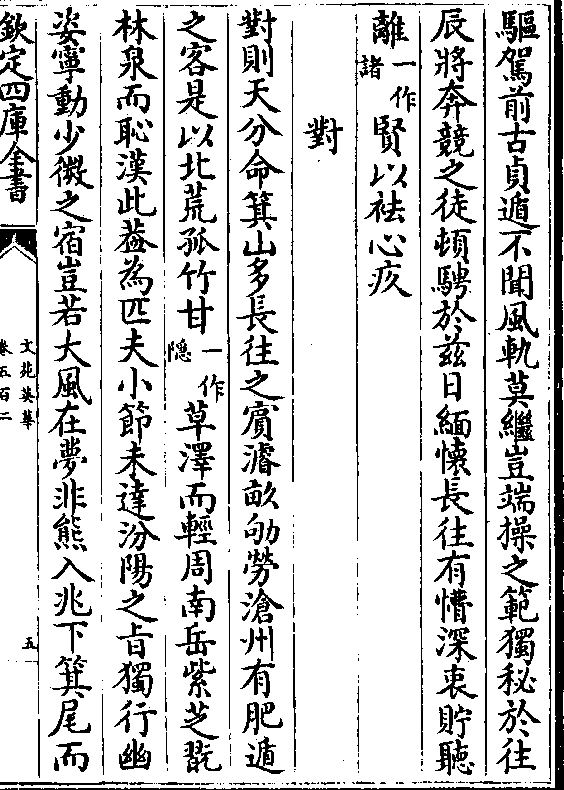 驅駕前古貞遁不聞風軌莫繼豈端操之範獨秘於往
辰將奔競之徒頓騁於兹日緬懷長往有懵深衷貯聽
離一作諸賢以袪心疚
對
對則天分命箕山多長往之賓濬畝劬勞滄州有肥遁
之客是以北荒孤竹甘一作隱草澤而輕周南岳紫芝翫
林泉而恥漢此葢為匹夫小節未達汾陽之旨獨行幽
姿寧動少微之宿豈若大風在夢非熊入兆下箕尾而
欽定四庫全書
文苑英華
卷五百二
五